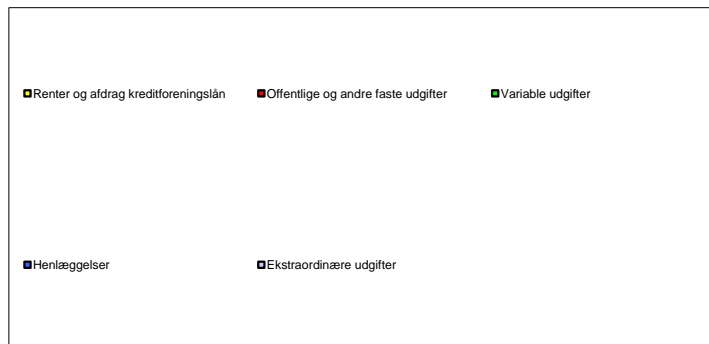 Renter og afdrag kreditforeningslån Offentlige og andre faste udgifter Variable udgifter
Henlæggelser Ekstraordinære udgifter